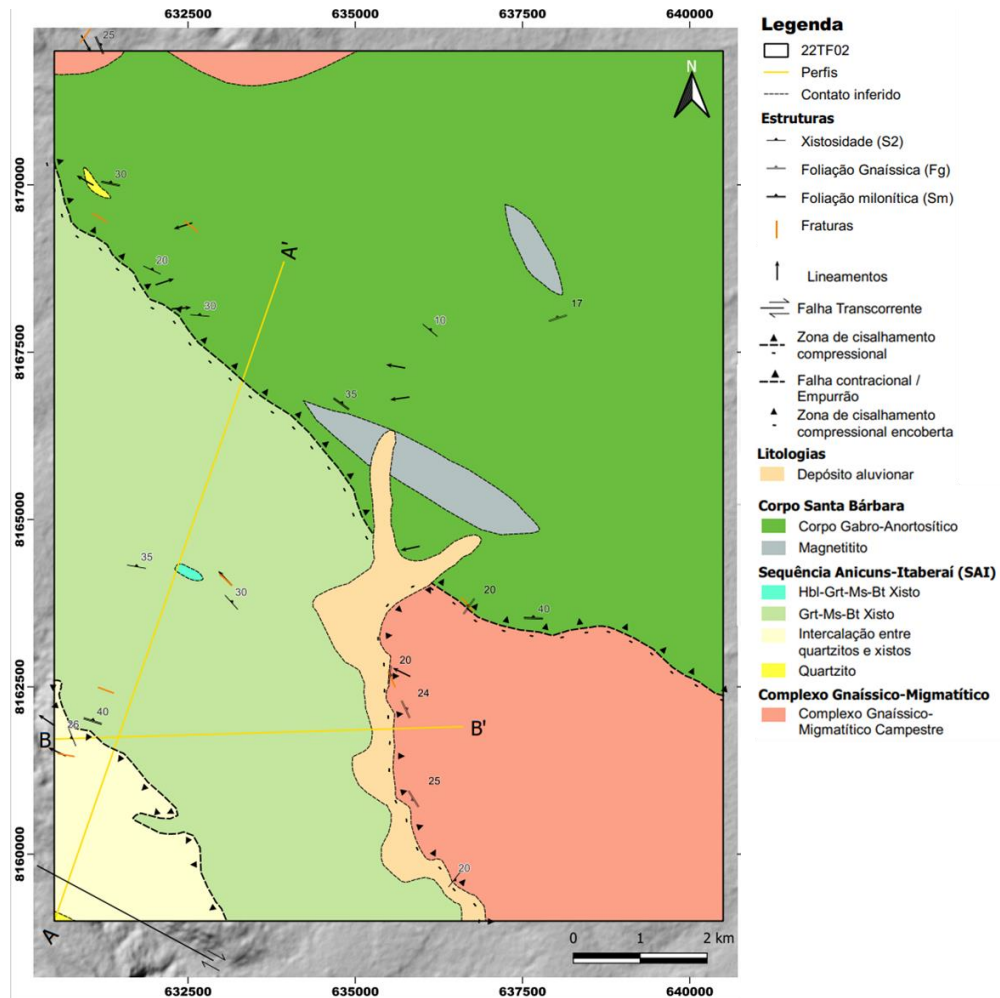 632500 635000 637500 640000
25
N
8170000
30
20
A'
30
17
10
8167500
35
8165000
35
30
20
40
20
24
8162500
40
26
B
B'
25
20
8160000
A
0 1 2 km
632500 635000 637500 640000
Legenda
22TF02
Perfis
Contato inferido
Estruturas
Xistosidade (S2)
Foliação Gnaíssica (Fg)
Foliação milonítica (Sm)
Fraturas
Lineamentos
Falha Transcorrente
Zona de cisalhamento
compressional
Falha contracional /
Empurrão
Zona de cisalhamento
compressional encoberta
Litologias
Depósito aluvionar
Corpo Santa Bárbara
Corpo Gabro-Anortosítico
Magnetitito
Sequência Anicuns-Itaberaí (SAI)
Hbl-Grt-Ms-Bt Xisto
Grt-Ms-Bt Xisto
Intercalação entre
quartzitos e xistos
Quartzito
Complexo Gnaíssico-Migmatítico
Complexo Gnaíssico-
Migmatítico Campestre